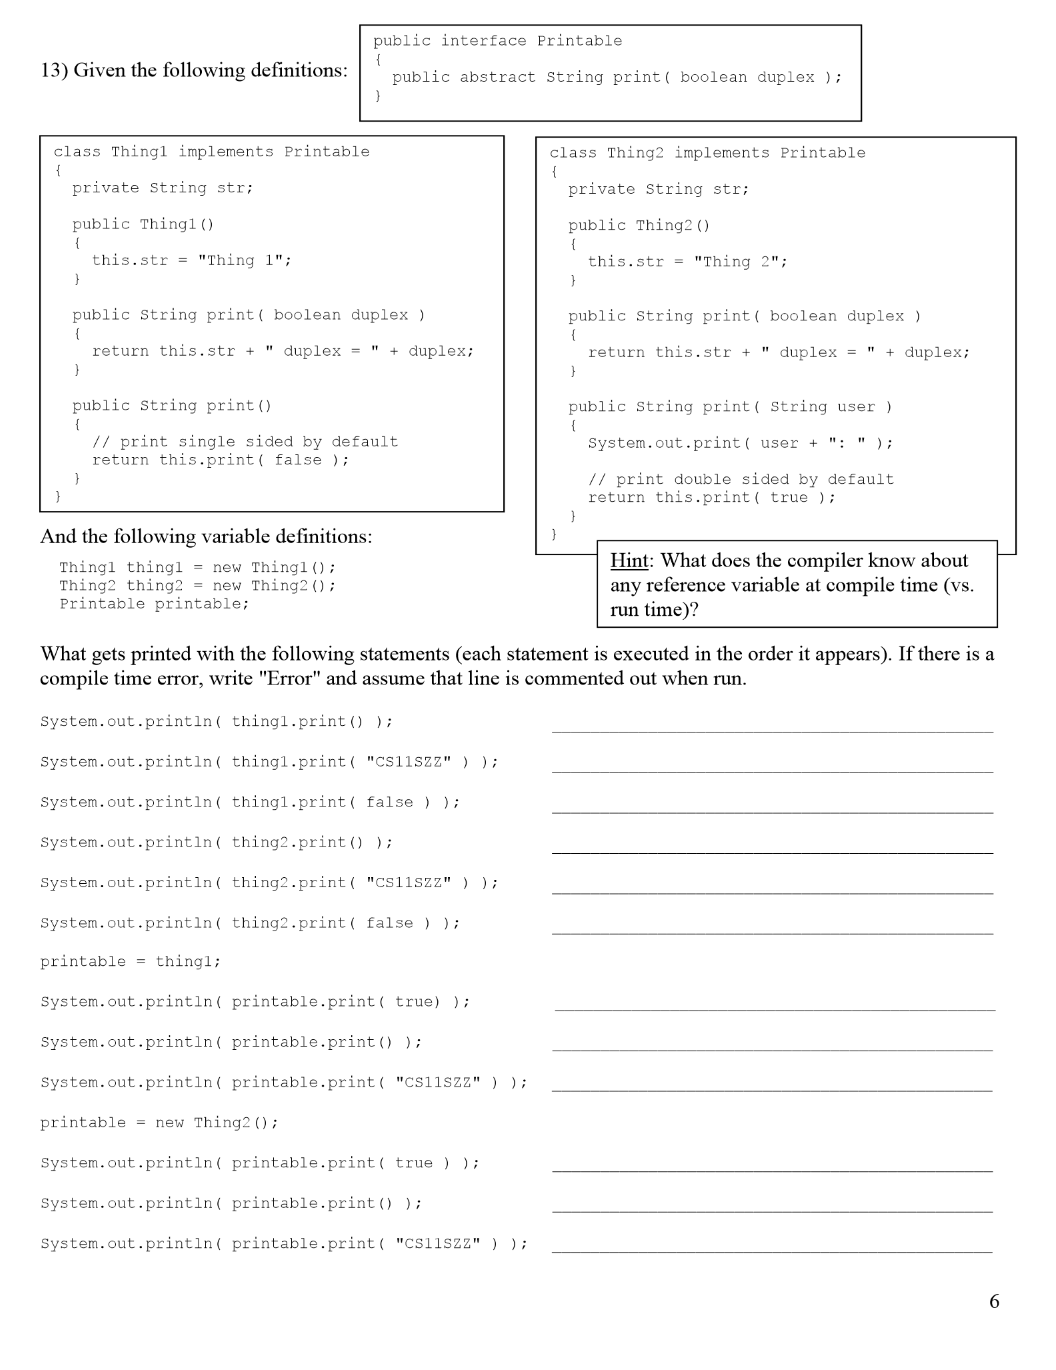 13) Given the following definitions:
public interface Printable
{
public abstract String print( boolean duplex );
}
class Thing1 implements Printable
{
private String str;
public Thing1()
{
this.str = "Thing 1";
}
public String print( boolean duplex )
{
return this.str + " duplex = " + duplex;
}
public String print()
{
// print single sided by default
return this.print( false );
}
}
class Thing2 implements Printable
{
private String str;
public Thing2()
{
this.str = "Thing 2";
}
public String print( boolean duplex )
{
return this.str + " duplex = " + duplex;
}
public String print( String user )
{
System.out.print( user + ": " );
// print double sided by default
return this.print( true );
}
}
And the following variable definitions:
Thing1 thing1 = new Thing1();
Thing2 thing2 = new Thing2();
Printable printable;
Hint: What does the compiler know about
any reference variable at compile time (vs.
run time)?
What gets printed with the following statements (each statement is executed in the order it appears). If there is a
compile time error, write "Error" and assume that line is commented out when run.
System.out.println( thing1.print() );
System.out.println( thing1.print( "CS11SZZ" ) );
System.out.println( thing1.print( false ) );
System.out.println( thing2.print() );
System.out.println( thing2.print( "CS11SZZ" ) );
System.out.println( thing2.print( false ) );
printable = thing1;
System.out.println( printable.print( true) );
System.out.println( printable.print() );
System.out.println( printable.print( "CS11SZZ" ) );
printable = new Thing2();
System.out.println( printable.print( true ) );
System.out.println( printable.print() );
System.out.println( printable.print( "CS11SZZ" ) );
6